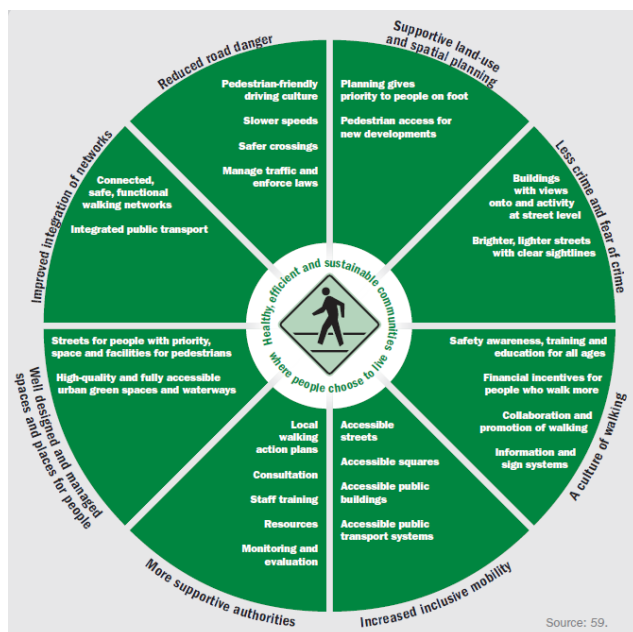 Supportive land-use
and spatial planning
Planning gives
priority to people on foot
Pedestrian access for
new developments
Less crime and fear of crime
Buildings
with views
onto and activity
at street level
Brighter, lighter streets
with clear sightlines
A culture of walking
Safety awareness, training and
education for all ages
Financial incentives for
people who walk more
Collaboration and
promotion of walking
Information and
sign systems
Increased inclusive mobility
Accessible
streets
Accessible squares
Accessible public
buildings
Accessible public
transport systems
More supportive authorities
Local
walking
action plans
Consultation
Staff training
Resources
Monitoring and
evaluation
Well designed and managed
spaces and places for people
Streets for people with priority,
space and facilities for pedestrians
High-quality and fully accessible
urban green spaces and waterways
Improved integration of networks
Connected,
safe, functional
walking networks
Integrated public transport
Reduced road danger
Pedestrian-friendly
driving culture
Slower speeds
Safer crossings
Manage traffic and
enforce laws
Healthy, efficient and sustainable communities
where people choose to live
Source: 59.